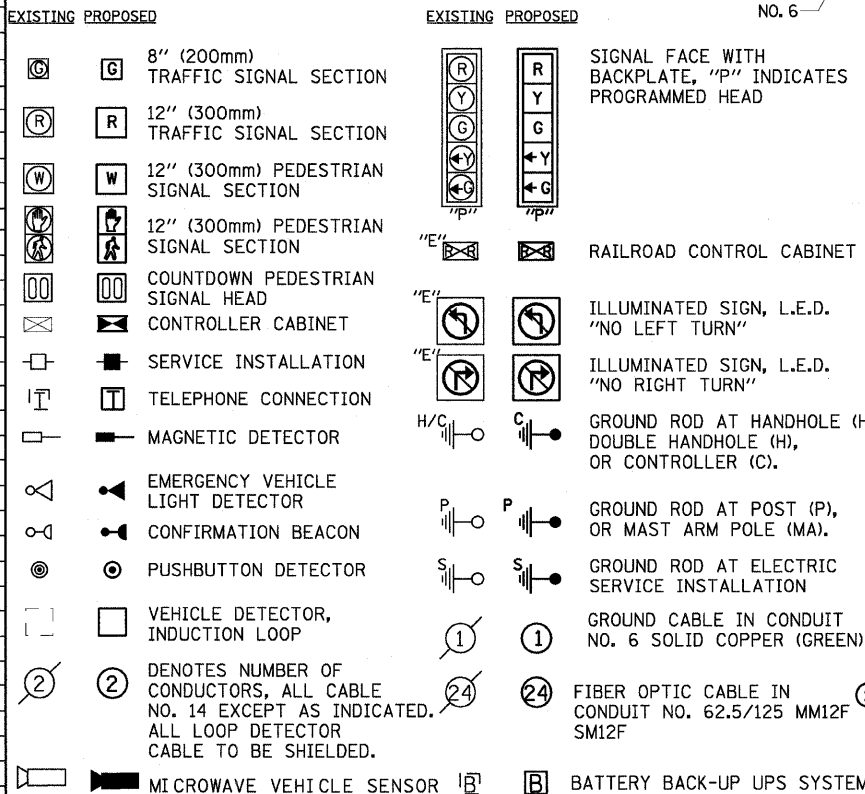 EXISTING PROPOSED
G G 8" (200mm)
TRAFFIC SIGNAL SECTION
R R 12" (300mm)
TRAFFIC SIGNAL SECTION
W W 12" (300mm) PEDESTRIAN
SIGNAL SECTION
12" (300mm) PEDESTRIAN
SIGNAL SECTION
COUNTDOWN PEDESTRIAN
SIGNAL HEAD
CONTROLLER CABINET
SERVICE INSTALLATION
T T TELEPHONE CONNECTION
MAGNETIC DETECTOR
EMERGENCY VEHICLE
LIGHT DETECTOR
CONFIRMATION BEACON
PUSHBUTTON DETECTOR
VEHICLE DETECTOR,
INDUCTION LOOP
2 2 DENOTES NUMBER OF
CONDUCTORS, ALL CABLE
NO. 14 EXCEPT AS INDICATED.
ALL LOOP DETECTOR
CABLE TO BE SHIELDED.
MICROWAVE VEHICLE SENSOR
NO. 6
EXISTING PROPOSED
R R SIGNAL FACE WITH
Y Y BACKPLATE, "P" INDICATES
G G PROGRAMMED HEAD
←Y ←Y
←G ←G
"P" "P"
"E" RAILROAD CONTROL CABINET
"E" ILLUMINATED SIGN, L.E.D.
"NO LEFT TURN"
"E" ILLUMINATED SIGN, L.E.D.
"NO RIGHT TURN"
H/C C GROUND ROD AT HANDHOLE (H
DOUBLE HANDHOLE (H),
OR CONTROLLER (C).
P P GROUND ROD AT POST (P),
OR MAST ARM POLE (MA).
S S GROUND ROD AT ELECTRIC
SERVICE INSTALLATION
1 1 GROUND CABLE IN CONDUIT
NO. 6 SOLID COPPER (GREEN)
24 24 FIBER OPTIC CABLE IN
CONDUIT NO. 62.5/125 MM12F
SM12F
B B BATTERY BACK-UP UPS SYSTEM